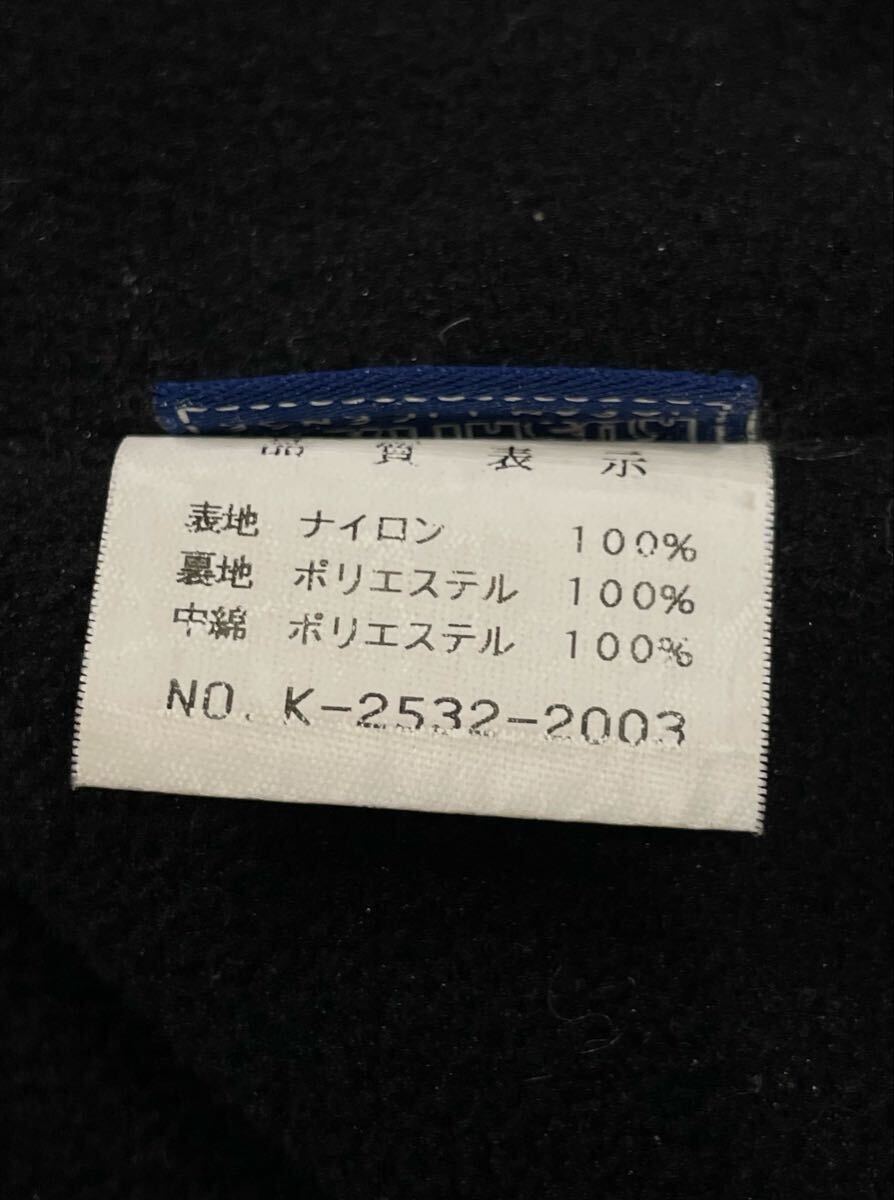 品質表示
表地 ナイロン 100%
裏地 ポリエステル 100%
中綿 ポリエステル 100%
NO. K-2532-2003